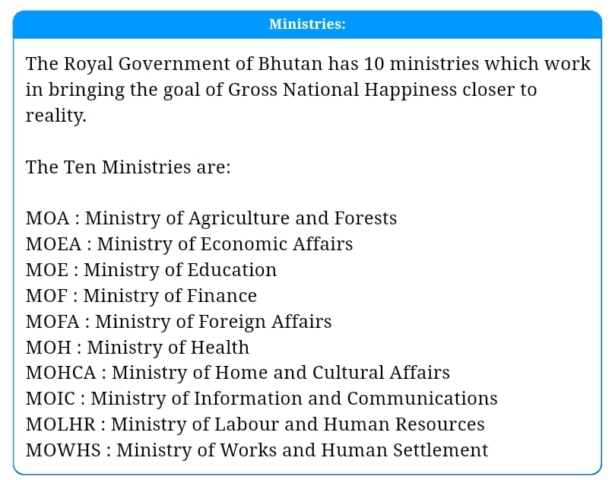 Ministries:
The Royal Government of Bhutan has 10 ministries which work
in bringing the goal of Gross National Happiness closer to
reality.
The Ten Ministries are:
MOA : Ministry of Agriculture and Forests
MOEA : Ministry of Economic Affairs
MOE : Ministry of Education
MOF : Ministry of Finance
MOFA : Ministry of Foreign Affairs
MOH : Ministry of Health
MOHCA : Ministry of Home and Cultural Affairs
MOIC : Ministry of Information and Communications
MOLHR : Ministry of Labour and Human Resources
MOWHS : Ministry of Works and Human Settlement